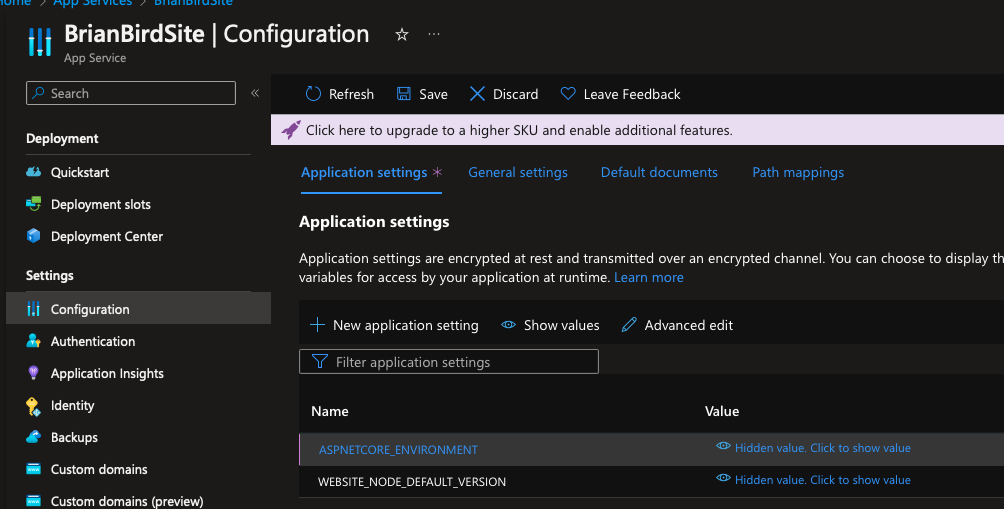 Home > App Services > BrianBirdSite
BrianBirdSite | Configuration ☆ ...
App Service
Search «
Refresh Save Discard Leave Feedback
Click here to upgrade to a higher SKU and enable additional features.
Deployment
Quickstart
Deployment slots
Deployment Center
Settings
Configuration
Authentication
Application Insights
Identity
Backups
Custom domains
Custom domains (preview)
Application settings * General settings Default documents Path mappings
Application settings
Application settings are encrypted at rest and transmitted over an encrypted channel. You can choose to display th
variables for access by your application at runtime. Learn more
+ New application setting Show values Advanced edit
Filter application settings
Name Value
ASPNETCORE_ENVIRONMENT Hidden value. Click to show value
WEBSITE_NODE_DEFAULT_VERSION Hidden value. Click to show value